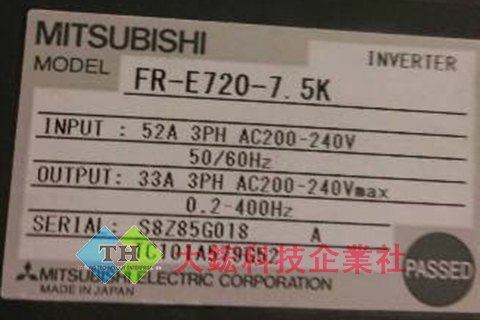 MITSUBISHI
INVERTER
MODEL FR-E720-7.5K
INPUT : 52A 3PH AC200-240V
50/60Hz
OUTPUT: 33A 3PH AC200-240Vmax
0.2-400Hz
SERIAL: S8Z85G018 A
TC101A579G52
TH 大鋐科技企業社
MITSUBISHI ELECTRIC CORPORATION
MADE IN JAPAN
PASSED